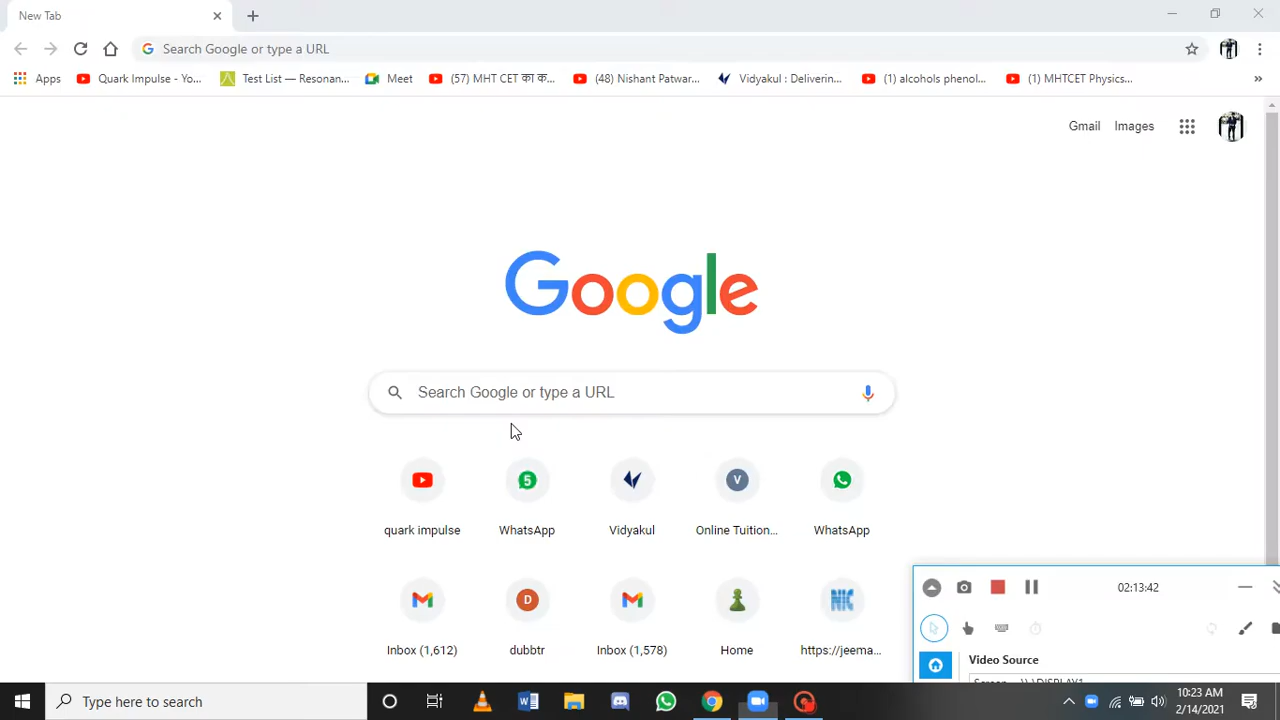 New Tab
Search Google or type a URL
Apps
Quark Impulse - Yo...
Test List — Resonan...
Meet
(57) MHT CET का क...
(48) Nishant Patwar...
Vidyakul : Deliverin...
(1) alcohols phenol...
(1) MHTCET Physics...
»
Gmail Images
Google
Search Google or type a URL
5
V
quark impulse
WhatsApp
Vidyakul
Online Tuition...
WhatsApp
D
NIC
Inbox (1,612)
dubbtr
Inbox (1,578)
Home
https://jeema...
02:13:42
Video Source
Type here to search
10:23 AM
2/14/2021